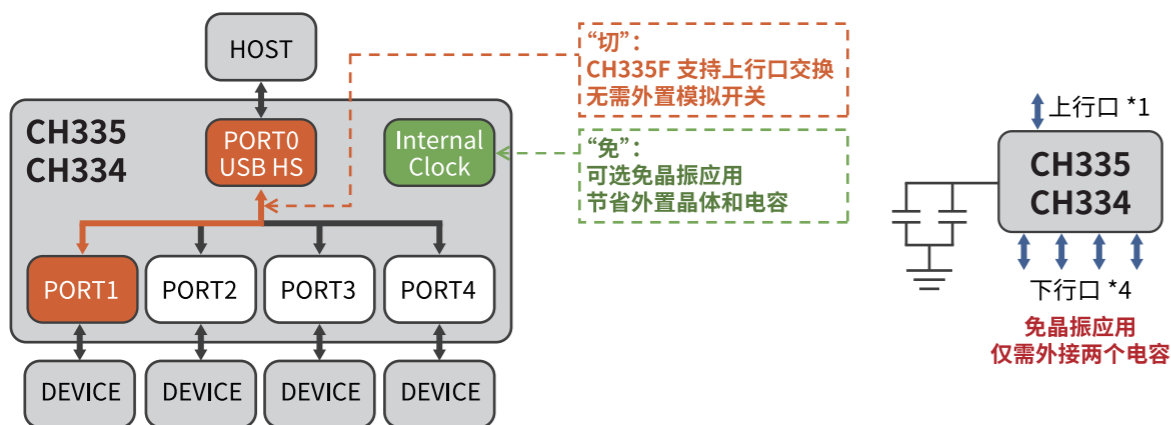 HOST
CH335
CH334
PORT0
USB HS
Internal
Clock
PORT1
PORT2
PORT3
PORT4
DEVICE
DEVICE
DEVICE
DEVICE
“切”：
CH335F 支持上行口交换
无需外置模拟开关
“免”：
可选免晶振应用
节省外置晶体和电容
上行口 *1
CH335
CH334
下行口 *4
免晶振应用
仅需外接两个电容